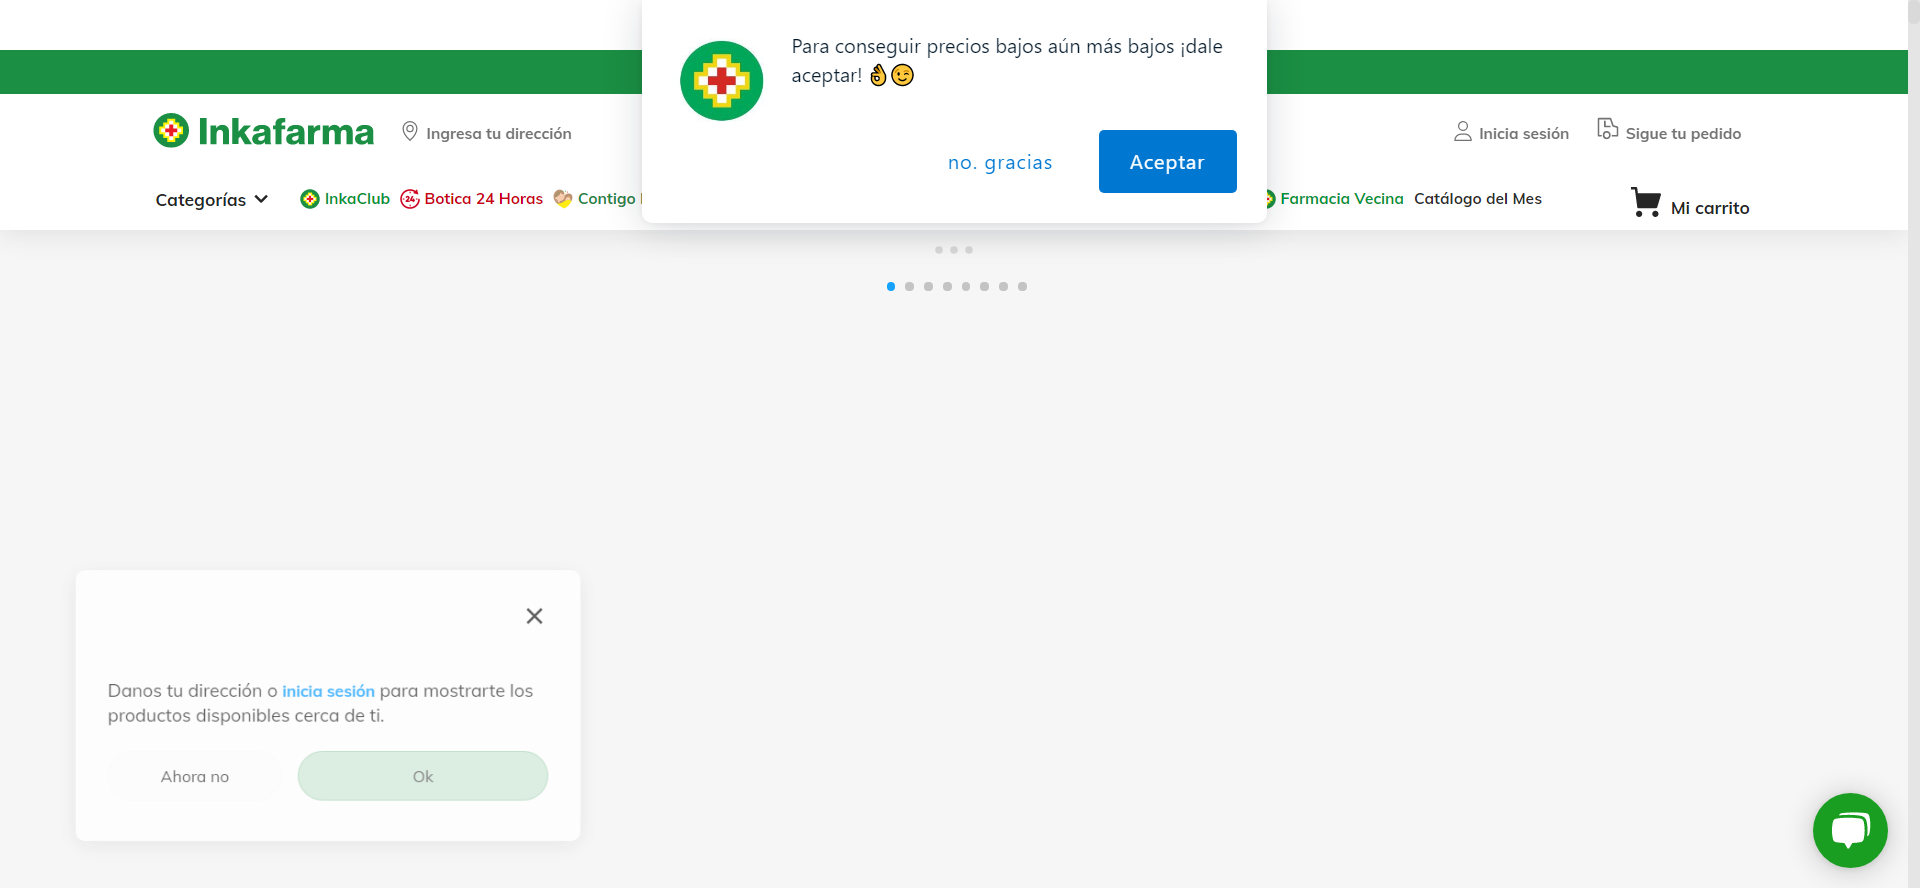 Para conseguir precios bajos aún más bajos ¡dale
aceptar! 👌😉
no. gracias
Aceptar
Inkafarma
Ingresa tu dirección
Inicia sesión
Sigue tu pedido
Categorías
InkaClub
24
Botica 24 Horas
Contigo
Farmacia Vecina
Catálogo del Mes
Mi carrito
Danos tu dirección o inicia sesión para mostrarte los
productos disponibles cerca de ti.
Ahora no
Ok